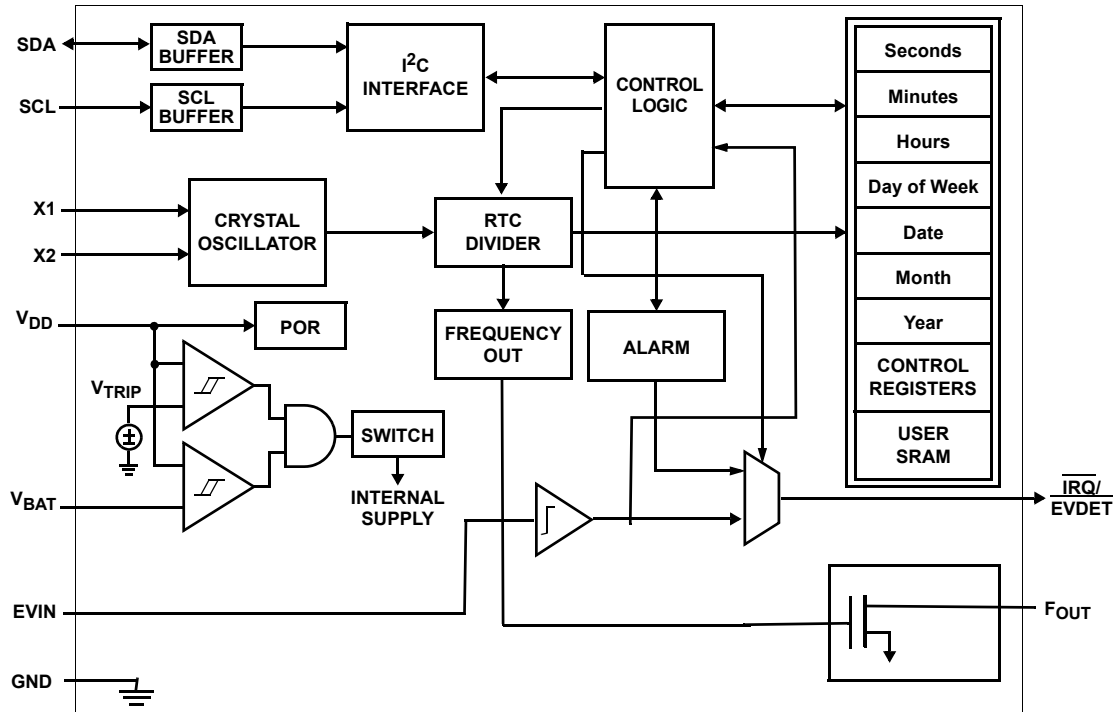 SDA
SDA
BUFFER
I²C
INTERFACE
CONTROL
LOGIC
Seconds
Minutes
Hours
Day of Week
Date
Month
Year
CONTROL
REGISTERS
USER
SRAM
SCL
SCL
BUFFER
X1
X2
CRYSTAL
OSCILLATOR
RTC
DIVIDER
VDD
POR
FREQUENCY
OUT
ALARM
VTRIP
SWITCH
INTERNAL
SUPPLY
VBAT
IRQ/
EVDET
EVIN
FOUT
GND